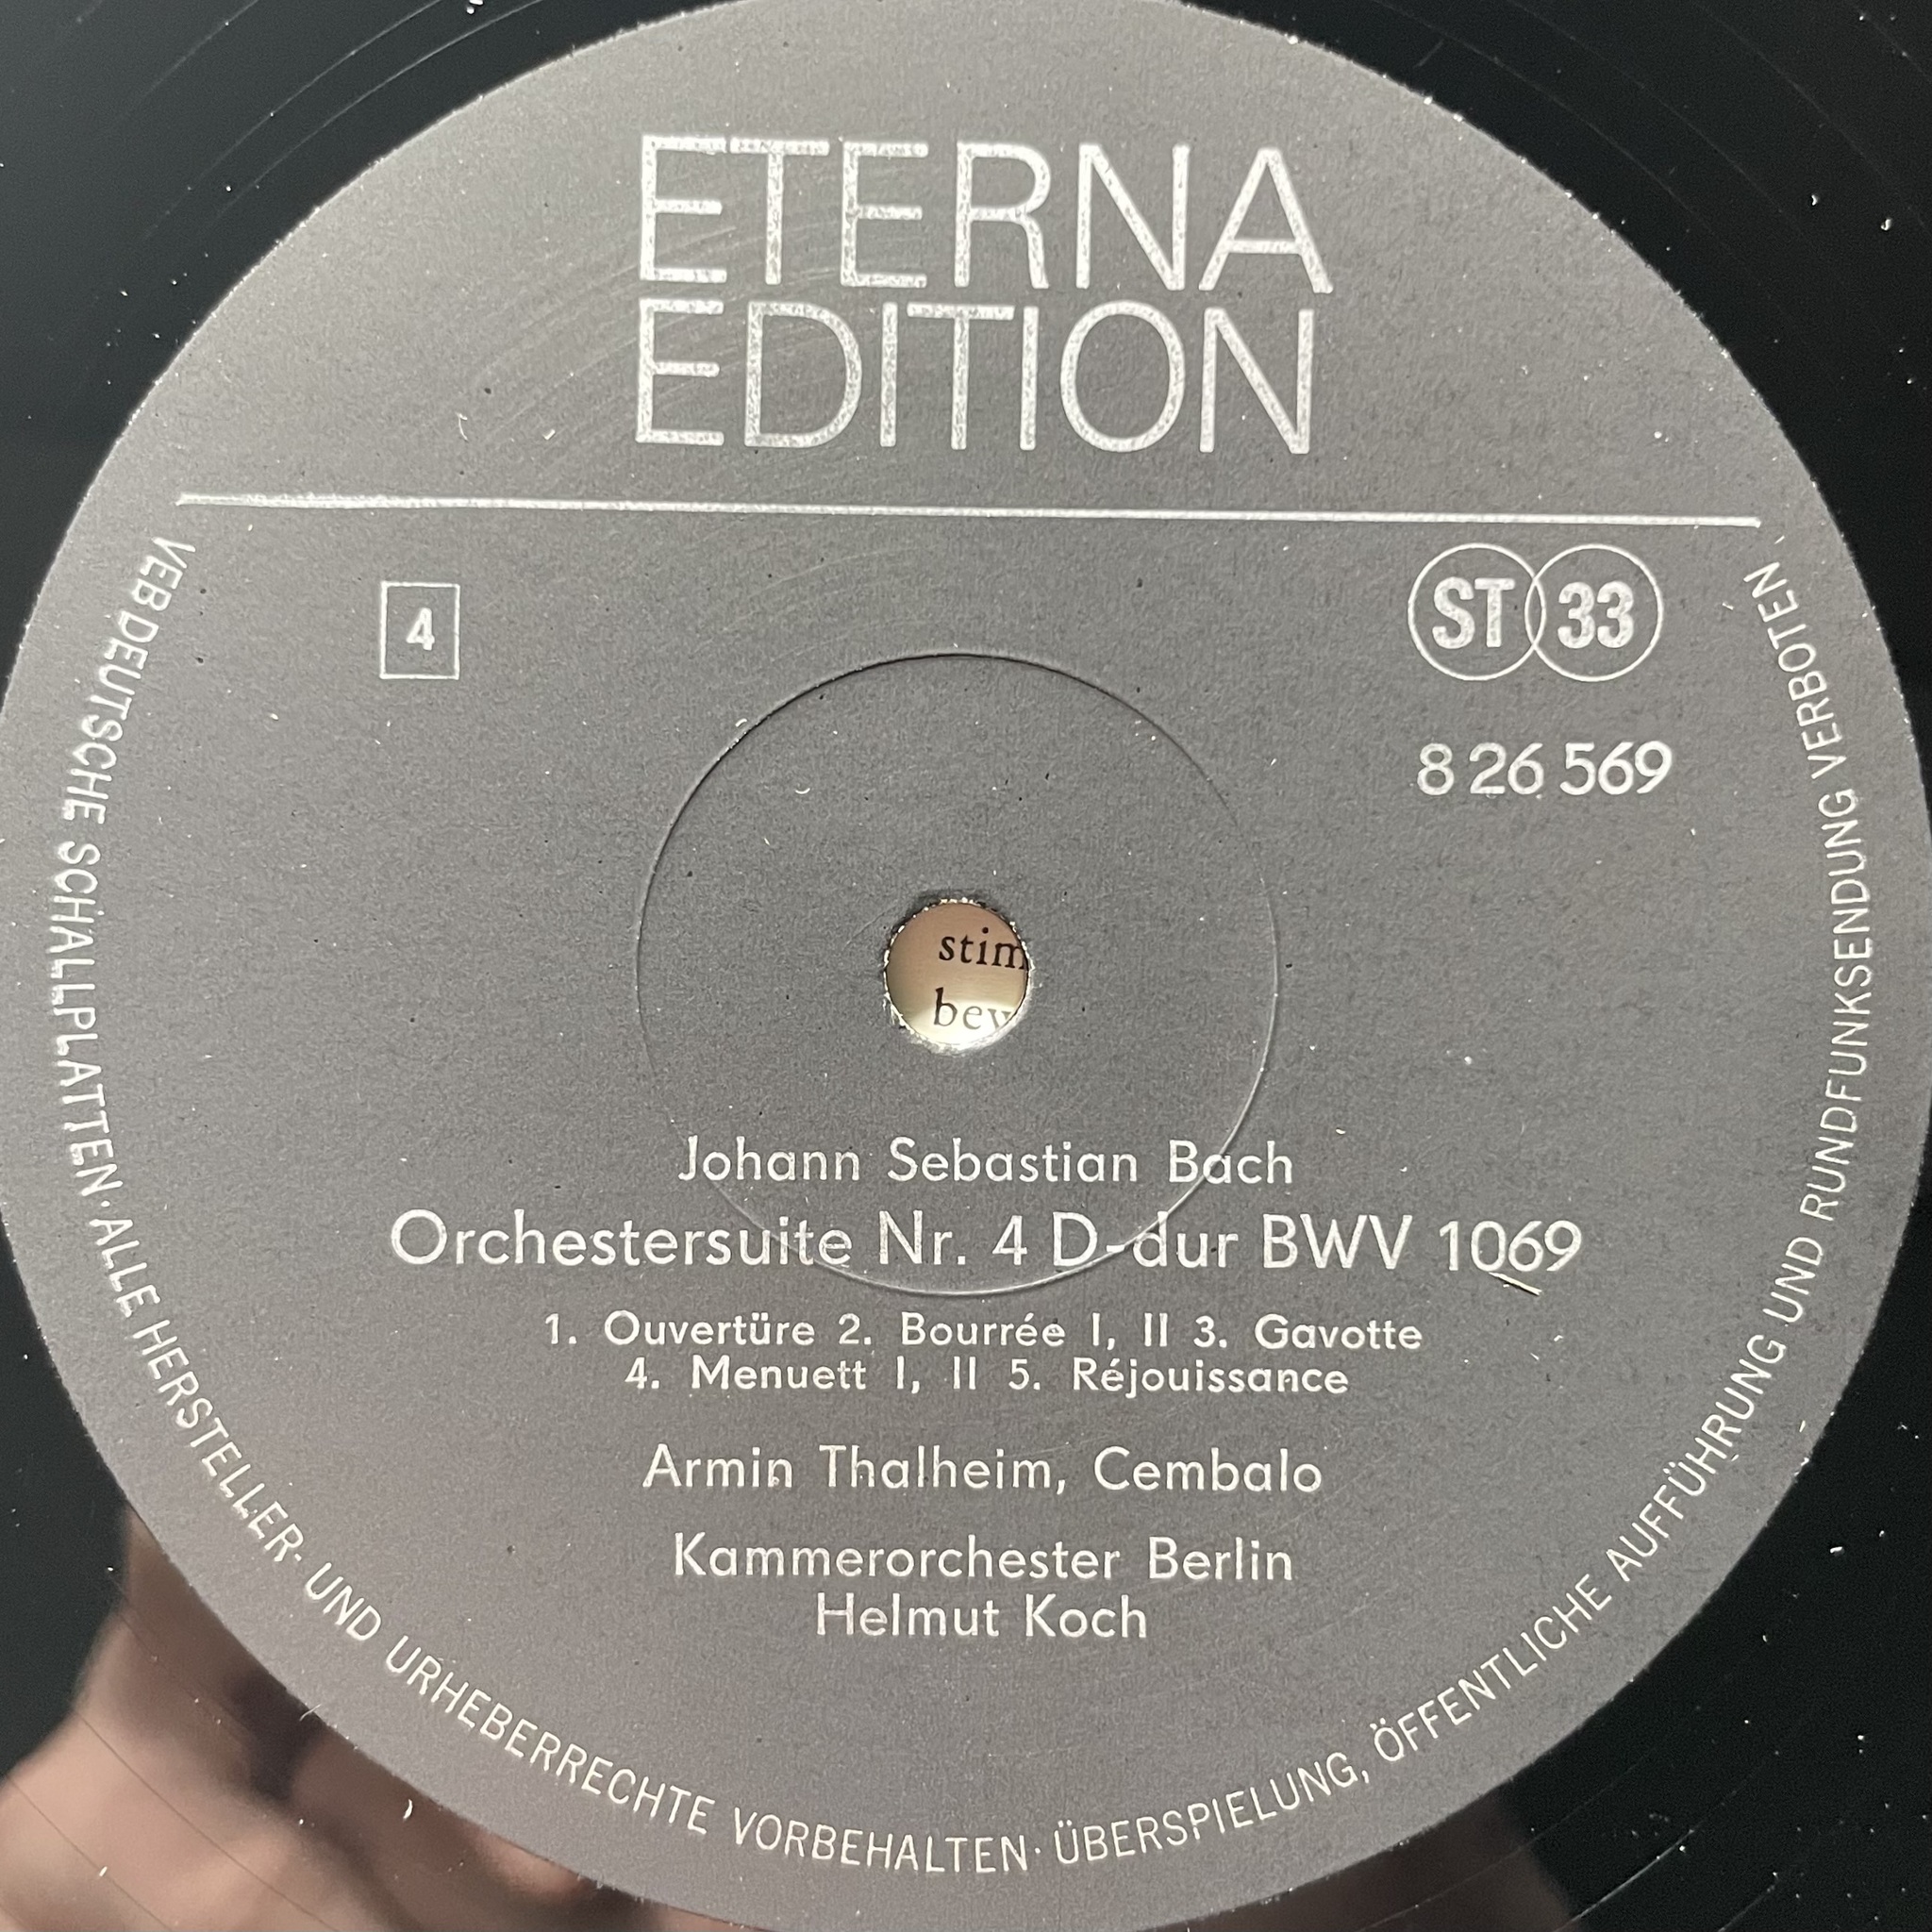 ETERNA
EDITION
4
ST 33
8 26 569
stim
bew
Johann Sebastian Bach
Orchestersuite Nr. 4 D-dur BWV 1069
1. Ouvertüre 2. Bourrée I, II 3. Gavotte
4. Menuett I, II 5. Réjouissance
Armin Thalheim, Cembalo
Kammerorchester Berlin
Helmut Koch
VEB DEUTSCHE SCHALLPLATTEN · ALLE HERSTELLER- UND URHEBERRECHTE VORBEHALTEN · ÜBERSPIELUNG, ÖFFENTLICHE AUFFÜHRUNG UND RUNDFUNKSENDUNG VERBOTEN